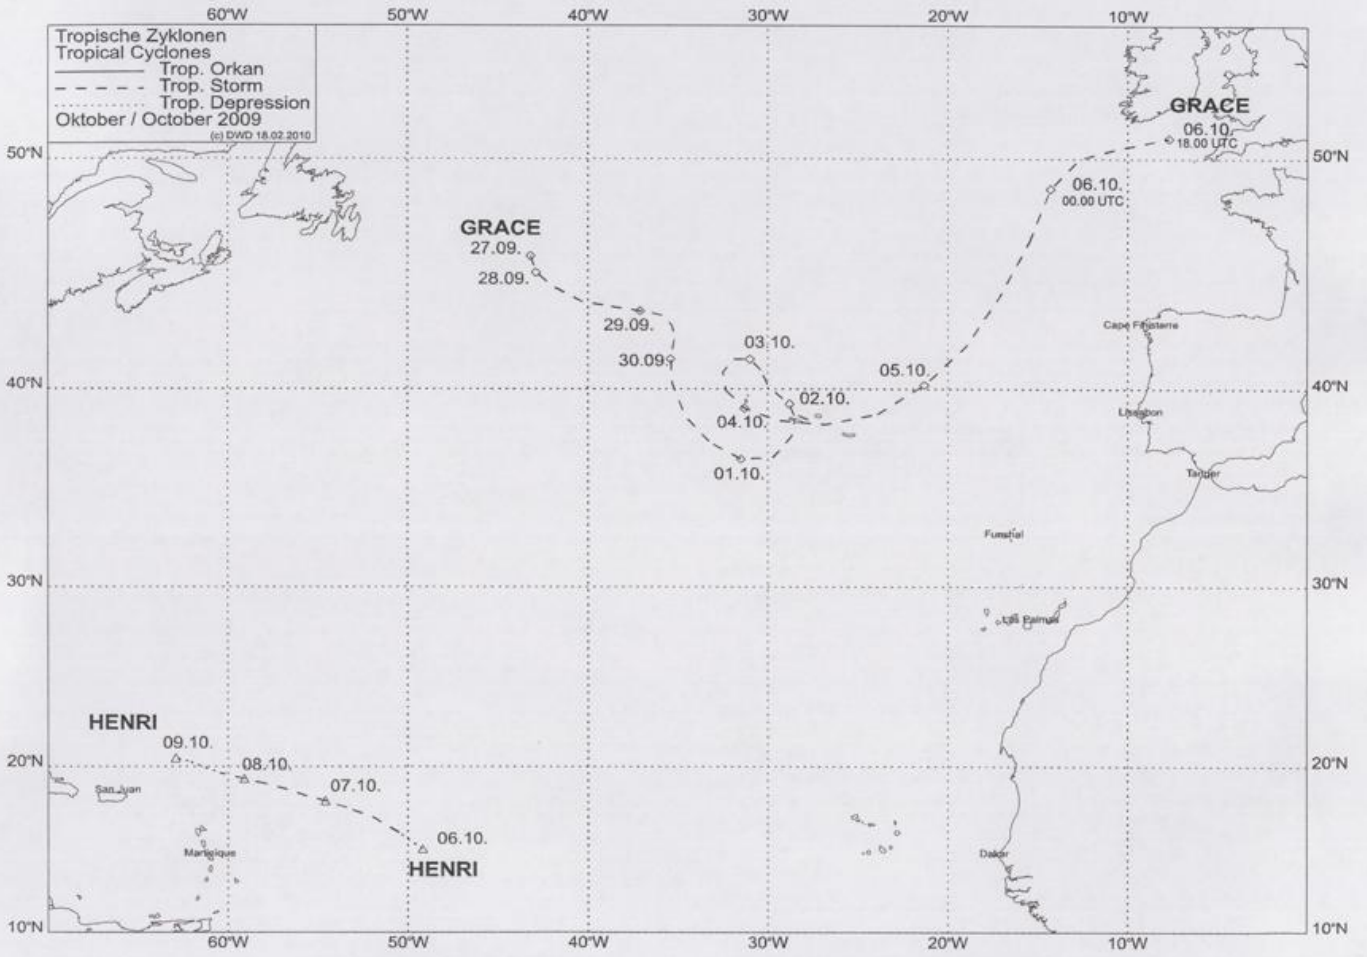 60°W 50°W 40°W 30°W 20°W 10°W
Tropische Zyklonen
Tropical Cyclones
Trop. Orkan
Trop. Storm
Trop. Depression
Oktober / October 2009
(c) DWD 18.02.2010
GRACE
06.10.
18.00 UTC
50°N 50°N
06.10.
00.00 UTC
GRACE
27.09.
28.09.
29.09.
Cape Finisterre
03.10.
30.09.
05.10.
40°N 40°N
02.10.
04.10.
Lissabon
01.10.
Tanger
Funchal
30°N 30°N
Las Palmas
HENRI
09.10.
08.10.
20°N 20°N
07.10.
San Juan
06.10.
Martinique
Dakar
HENRI
10°N 10°N
60°W 50°W 40°W 30°W 20°W 10°W